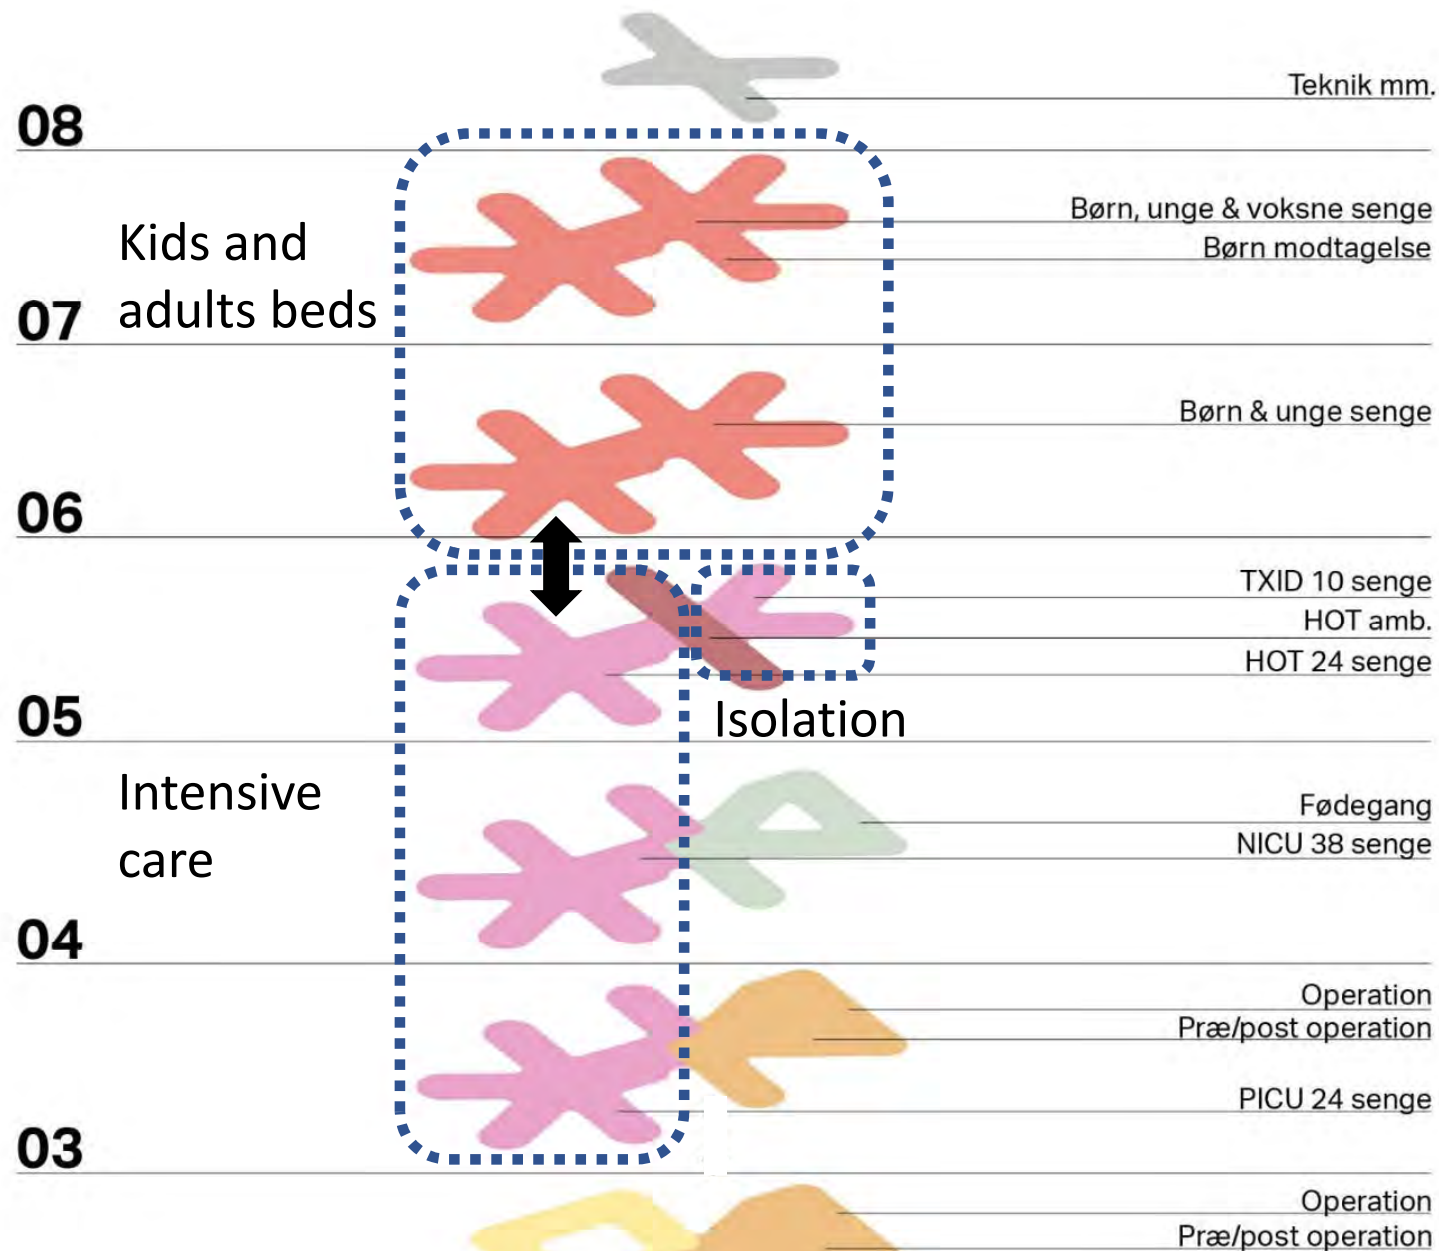 Teknik mm.
08
Børn, unge & voksne senge
Børn modtagelse
Kids and
adults beds
07
Børn & unge senge
06
TXID 10 senge
HOT amb.
HOT 24 senge
05
Isolation
Intensive
care
Fødegang
NICU 38 senge
04
Operation
Præ/post operation
PICU 24 senge
03
Operation
Præ/post operation